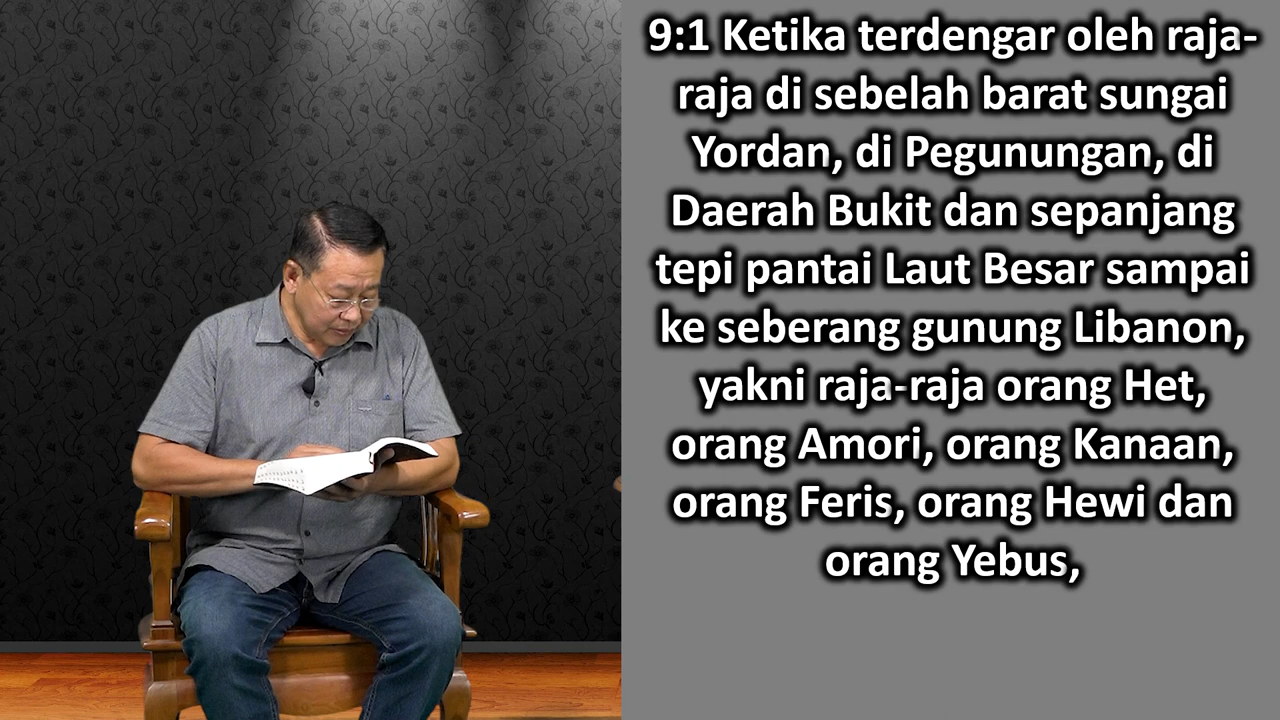 9:1 Ketika terdengar oleh raja-
raja di sebelah barat sungai
Yordan, di Pegunungan, di
Daerah Bukit dan sepanjang
tepi pantai Laut Besar sampai
ke seberang gunung Libanon,
yakni raja-raja orang Het,
orang Amori, orang Kanaan,
orang Feris, orang Hewi dan
orang Yebus,